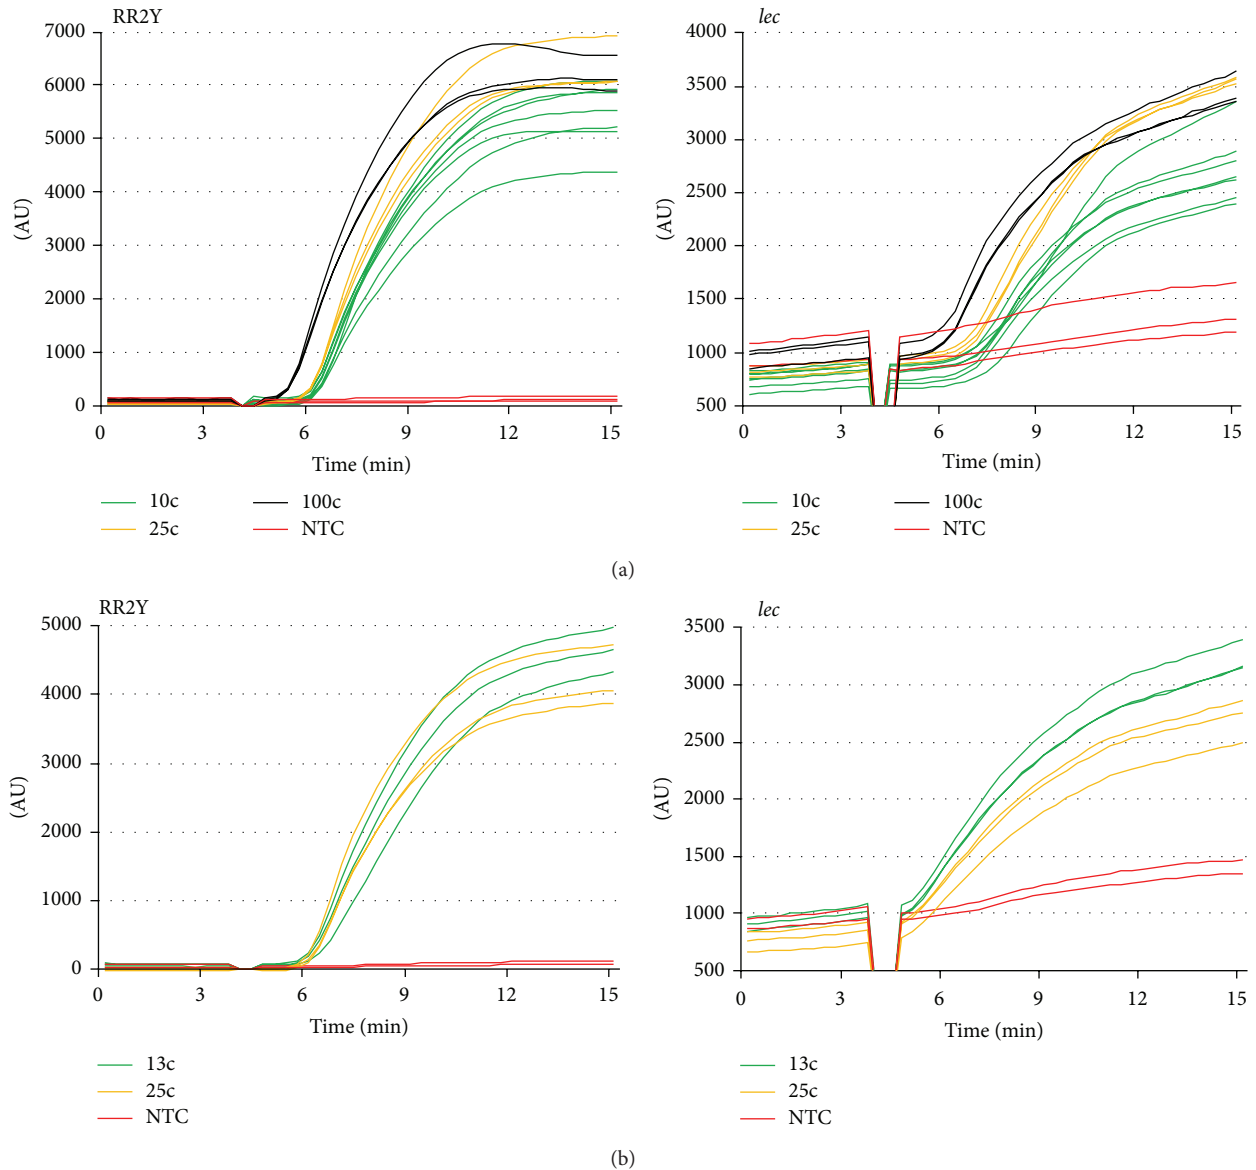 RR2Y
7000
6000
5000
4000
3000
2000
1000
0
(AU)
0 3 6 9 12 15
Time (min)
10c 100c
25c NTC
lec
4000
3500
3000
2500
2000
1500
1000
500
(AU)
0 3 6 9 12 15
Time (min)
10c 100c
25c NTC
(a)
RR2Y
5000
4000
3000
2000
1000
0
(AU)
0 3 6 9 12 15
Time (min)
13c
25c
NTC
lec
3500
3000
2500
2000
1500
1000
500
(AU)
0 3 6 9 12 15
Time (min)
13c
25c
NTC
(b)